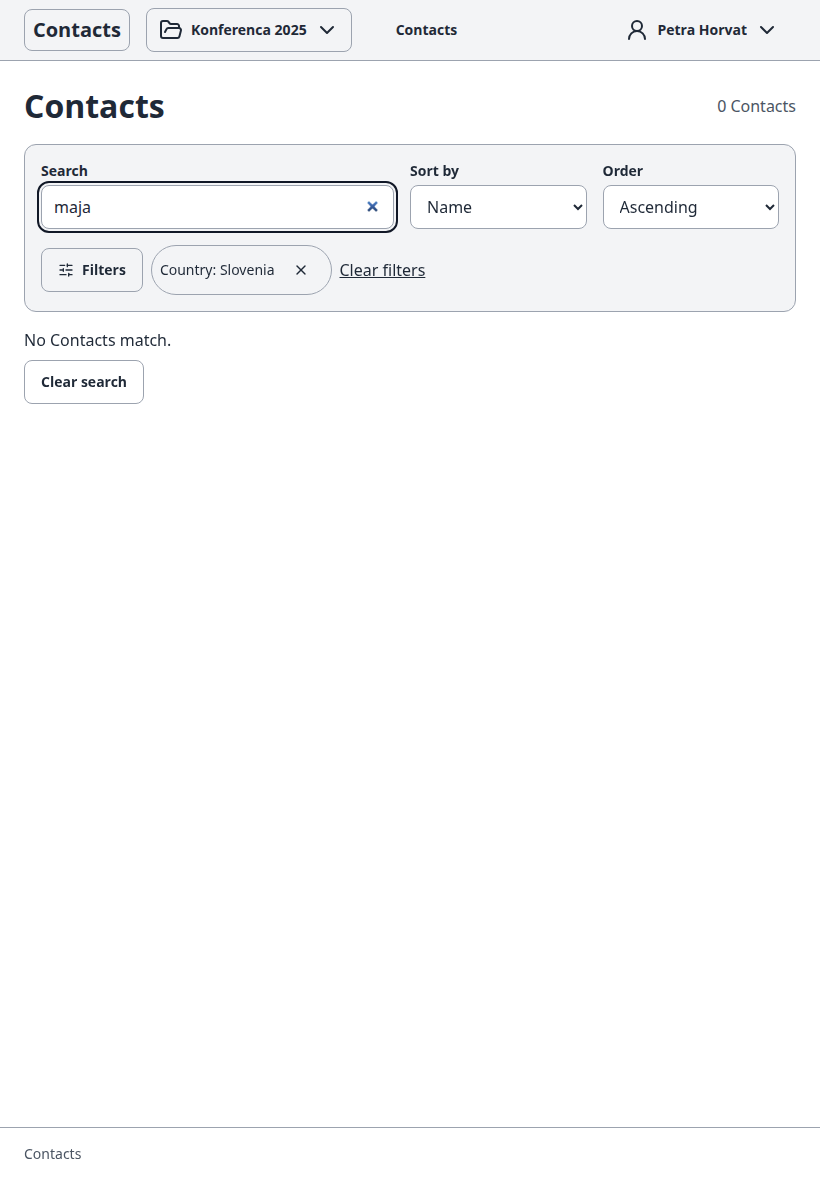 Contacts Konferenca 2025 Contacts Petra Horvat
Contacts 0 Contacts
Search Sort by Order
maja Name Ascending
Filters Country: Slovenia Clear filters
No Contacts match.
Clear search
Contacts